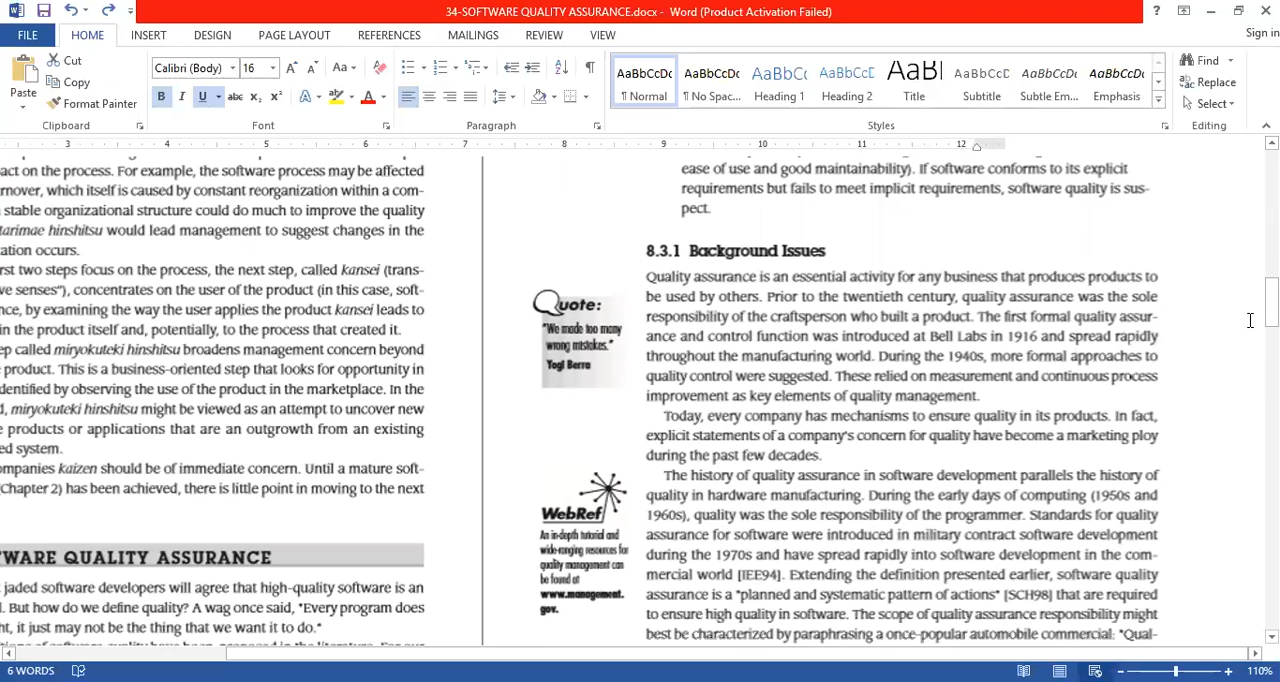 34-SOFTWARE QUALITY ASSURANCE.docx - Word (Product Activation Failed)
Sign in
FILE HOME INSERT DESIGN PAGE LAYOUT REFERENCES MAILINGS REVIEW VIEW
Paste
Cut
Copy
Format Painter
Clipboard
Calibri (Body) 16
Font
Paragraph
AaBbCcDc AaBbCcDc AaBbCc AaBbCcC AaBl AaBbCcD AaBbCcDc AaBbCcDc
¶ Normal ¶ No Spac... Heading 1 Heading 2 Title Subtitle Subtle Em... Emphasis
Styles
Find
Replace
Select
Editing
3 4 5 6 7 8 9 10 11 12
act on the process. For example, the software process may be affected
rnover, which itself is caused by constant reorganization within a com-
stable organizational structure could do much to improve the quality
tarimae hinshitsu would lead management to suggest changes in the
zation occurs.
rst two steps focus on the process, the next step, called kansei (trans-
ve senses"), concentrates on the user of the product (in this case, soft-
nce, by examining the way the user applies the product kansei leads to
in the product itself and, potentially, to the process that created it.
ep called miryokuteki hinshitsu broadens management concern beyond
product. This is a business-oriented step that looks for opportunity in
dentified by observing the use of the product in the marketplace. In the
d, miryokuteki hinshitsu might be viewed as an attempt to uncover new
e products or applications that are an outgrowth from an existing
ed system.
ompanies kaizen should be of immediate concern. Until a mature soft-
(Chapter 2) has been achieved, there is little point in moving to the next
TWARE QUALITY ASSURANCE
t jaded software developers will agree that high-quality software is an
l. But how do we define quality? A wag once said, "Every program does
ht, it just may not be the thing that we want it to do."
ease of use and good maintainability). If software conforms to its explicit
requirements but fails to meet implicit requirements, software quality is sus-
pect.
8.3.1 Background Issues
Quality assurance is an essential activity for any business that produces products to
be used by others. Prior to the twentieth century, quality assurance was the sole
responsibility of the craftsperson who built a product. The first formal quality assur-
ance and control function was introduced at Bell Labs in 1916 and spread rapidly
throughout the manufacturing world. During the 1940s, more formal approaches to
quality control were suggested. These relied on measurement and continuous process
improvement as key elements of quality management.
Today, every company has mechanisms to ensure quality in its products. In fact,
explicit statements of a company's concern for quality have become a marketing ploy
during the past few decades.
The history of quality assurance in software development parallels the history of
quality in hardware manufacturing. During the early days of computing (1950s and
1960s), quality was the sole responsibility of the programmer. Standards for quality
assurance for software were introduced in military contract software development
during the 1970s and have spread rapidly into software development in the com-
mercial world [IEE94]. Extending the definition presented earlier, software quality
assurance is a "planned and systematic pattern of actions" [SCH98] that are required
to ensure high quality in software. The scope of quality assurance responsibility might
best be characterized by paraphrasing a once-popular automobile commercial: "Qual-
Quote:
"We made too many
wrong mistakes."
Yogi Berra
WebRef
An in-depth tutorial and
wide-ranging resources for
quality management can
be found at
www.management.
gov.
6 WORDS
110%